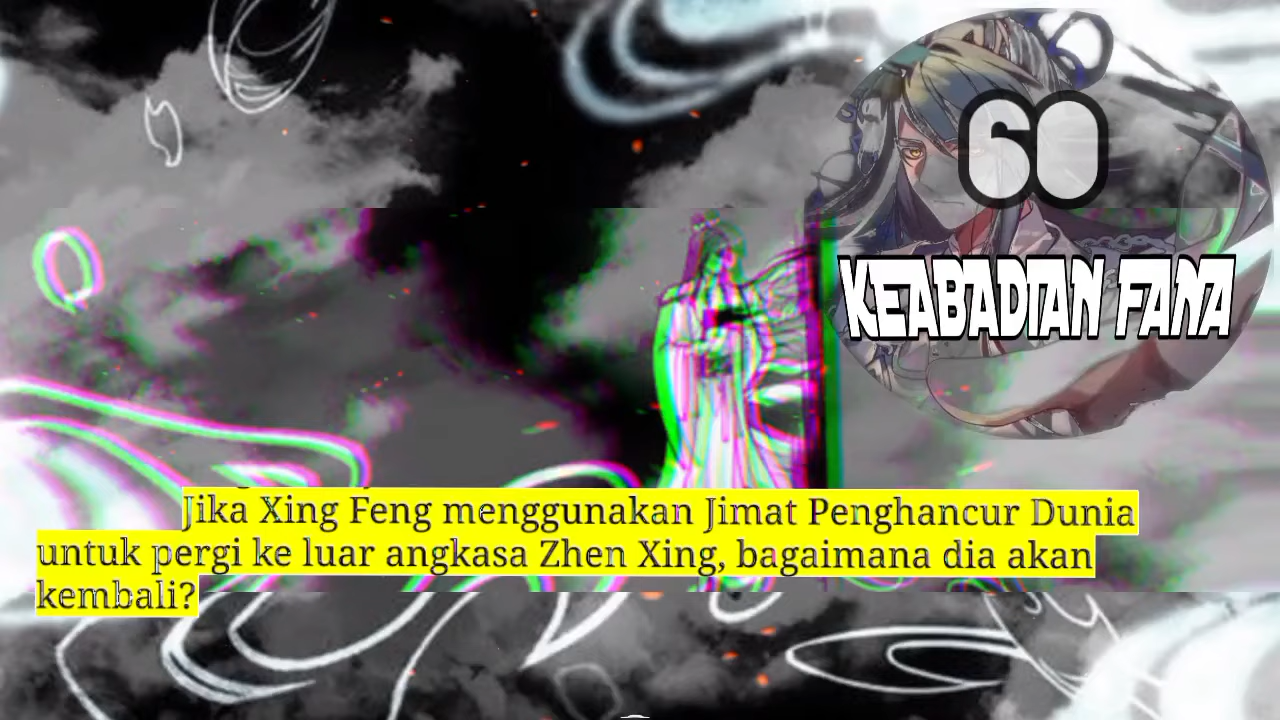 60
KEABADIAN FANA
Jika Xing Feng menggunakan Jimat Penghancur Dunia
untuk pergi ke luar angkasa Zhen Xing, bagaimana dia akan
kembali?